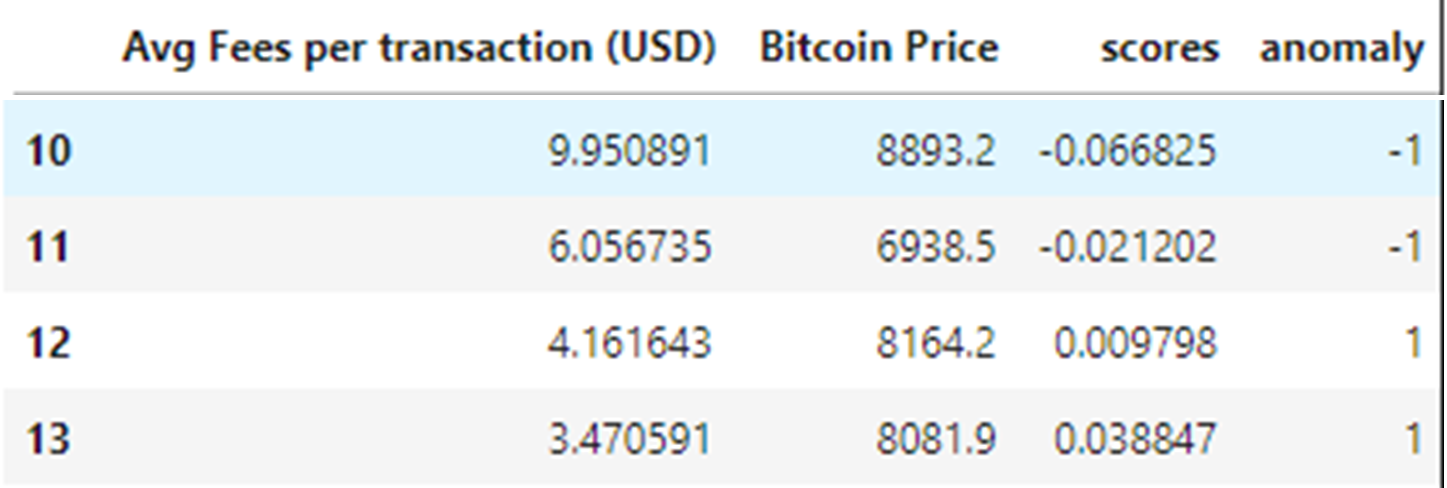 Avg Fees per transaction (USD) Bitcoin Price scores anomaly
10 9.950891 8893.2 -0.066825 -1
11 6.056735 6938.5 -0.021202 -1
12 4.161643 8164.2 0.009798 1
13 3.470591 8081.9 0.038847 1